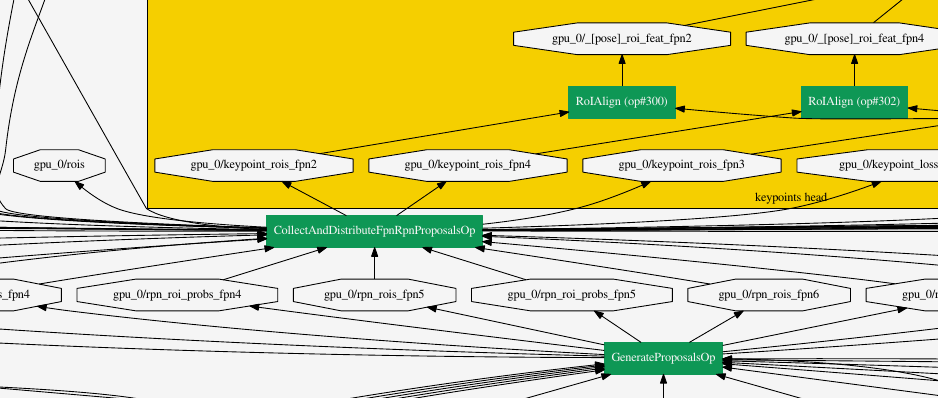 gpu_0/_[pose]_roi_feat_fpn2
gpu_0/_[pose]_roi_feat_fpn4
RoIAlign (op#300)
RoIAlign (op#302)
gpu_0/rois
gpu_0/keypoint_rois_fpn2
gpu_0/keypoint_rois_fpn4
gpu_0/keypoint_rois_fpn3
gpu_0/keypoint_loss
keypoints head
CollectAndDistributeFpnRpnProposalsOp
s_fpn4
gpu_0/rpn_roi_probs_fpn4
gpu_0/rpn_rois_fpn5
gpu_0/rpn_roi_probs_fpn5
gpu_0/rpn_rois_fpn6
gpu_0/r
GenerateProposalsOp